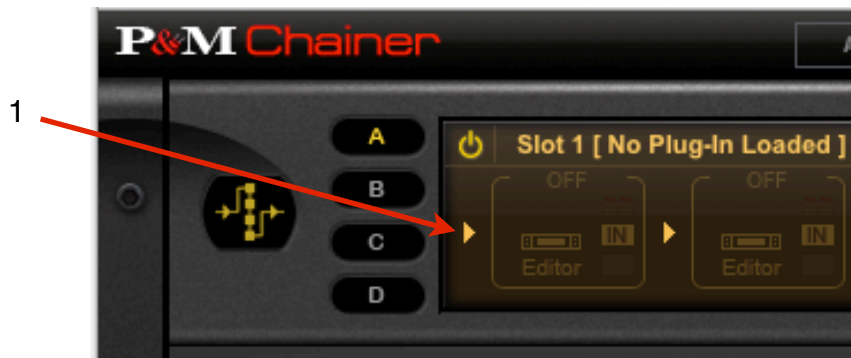 P&M Chainer
1
A
Slot 1 [ No Plug-In Loaded ]
B
OFF
OFF
C
IN
IN
Editor
Editor
D